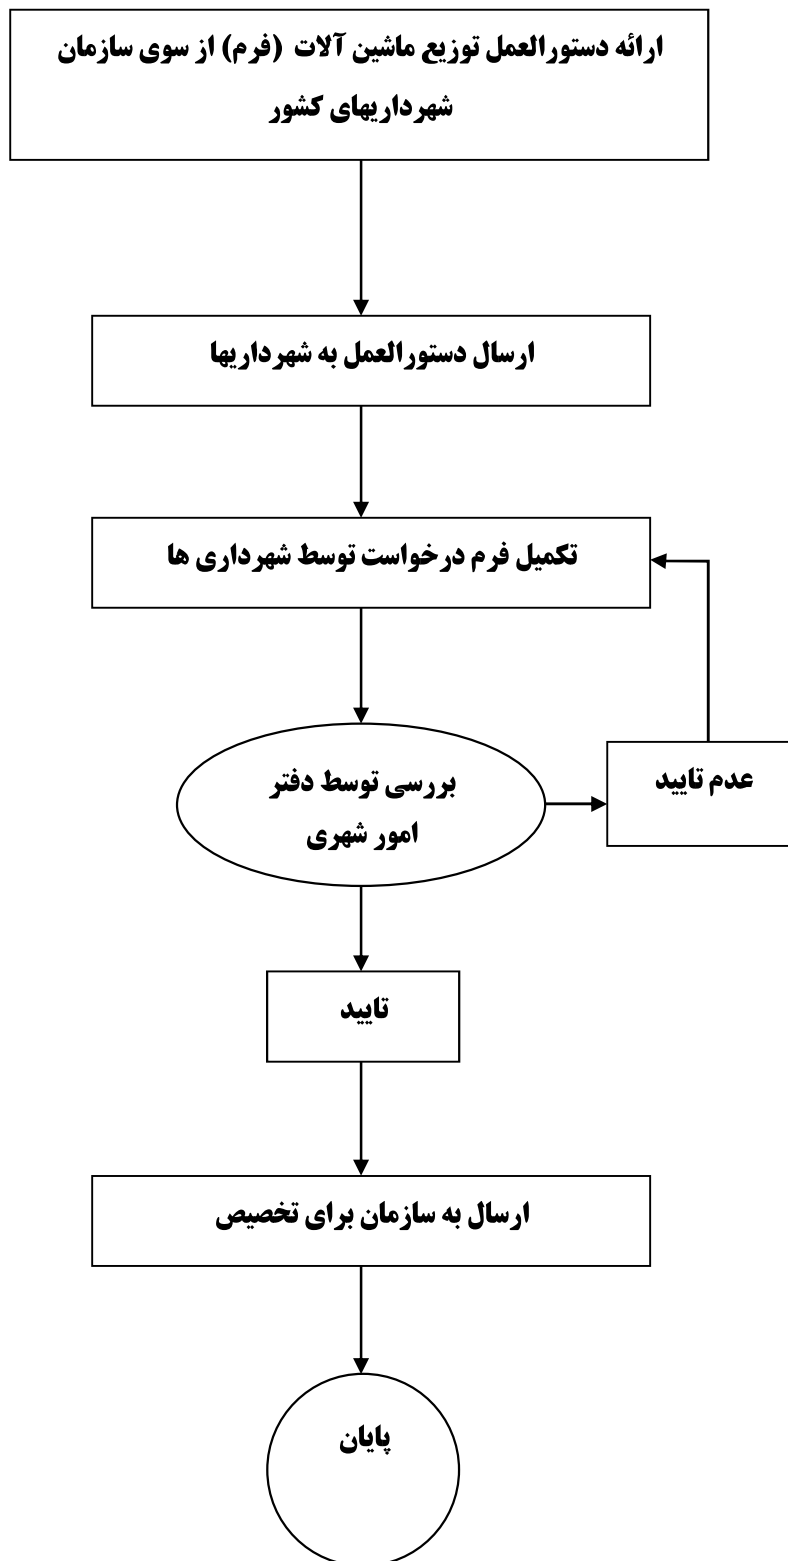 ارائه دستورالعمل توزیع ماشین آلات (فرم) از سوی سازمان
شهرداریهای کشور
ارسال دستورالعمل به شهرداریها
تکمیل فرم درخواست توسط شهرداری ها
بررسی توسط دفتر
امور شهری
عدم تایید
تایید
ارسال به سازمان برای تخصیص
پایان